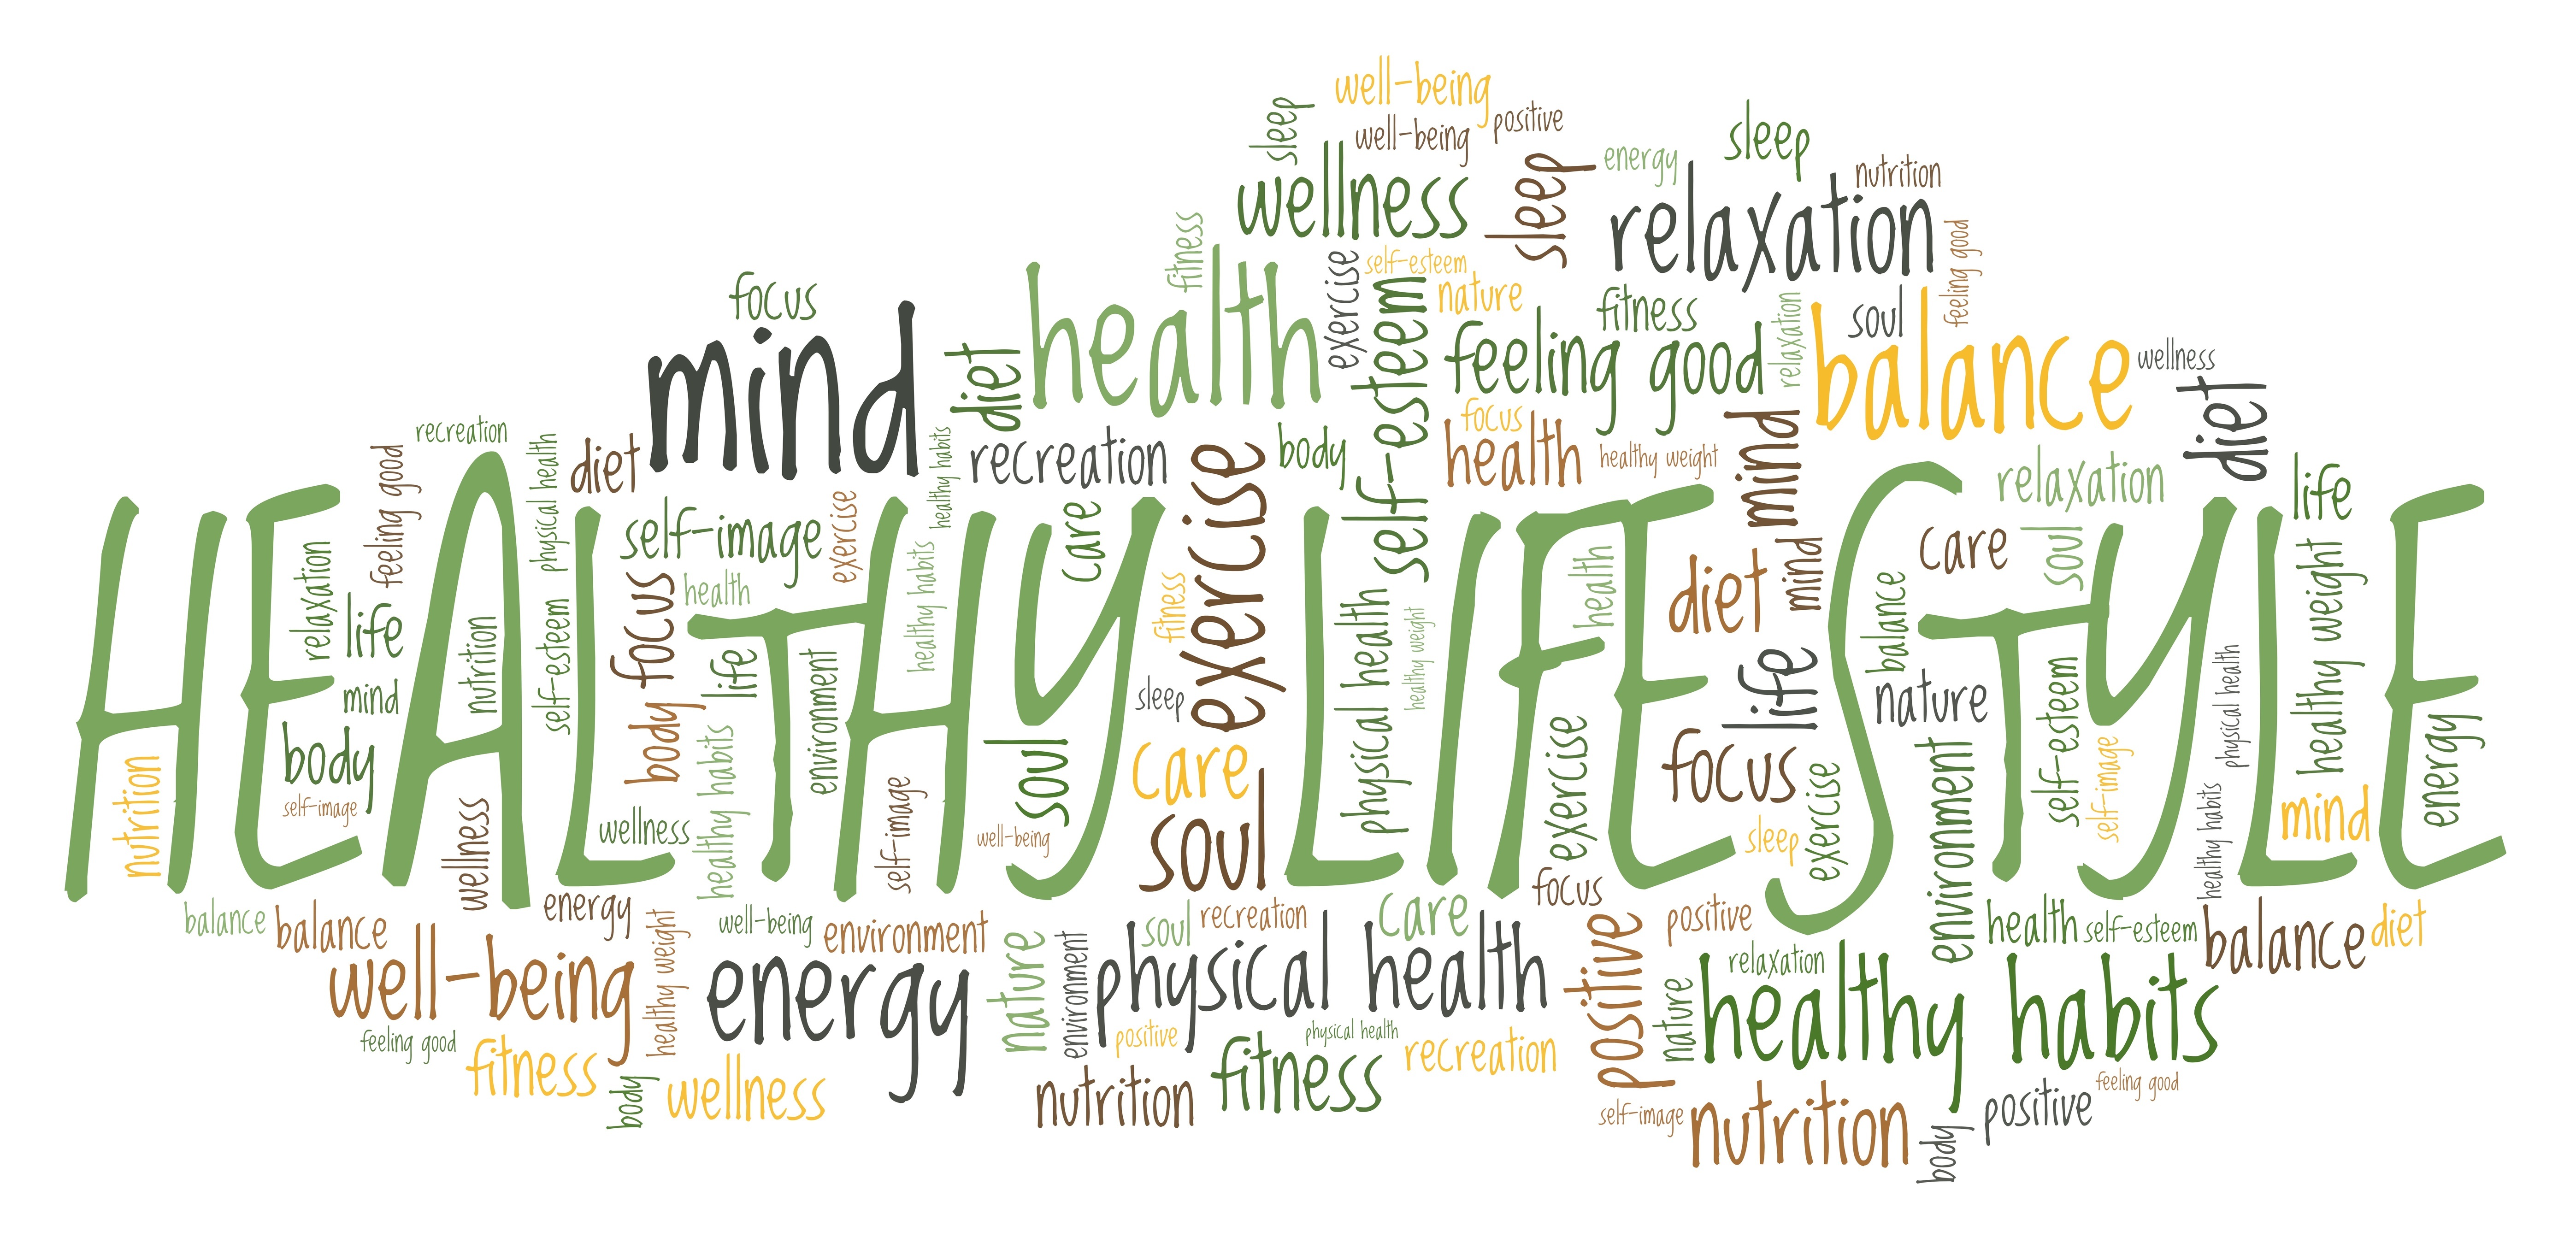 well-being
sleep
well-being
positive
sleep
energy
sleep
nutrition
wellness
relaxation
fitness
feeling good
focus
exercise
self-esteem
nature
fitness
relaxation
soul
mind
diet
health
self-esteem
feeling good
balance
wellness
diet
recreation
feeling good
physical health
diet
healthy habits
recreation
exercise
body
focus
health
healthy weight
mind
relaxation
life
self-image
exercise
care
care
soul
HEALTHY LIFESTYLE
relaxation
life
nutrition
self-esteem
focus
health
healthy habits
fitness
physical health
healthy weight
health
diet
mind
balance
healthy weight
mind
body
life
environment
sleep
life
nature
self-esteem
physical health
body
nutrition
self-image
wellness
wellness
healthy habits
self-image
soul
well-being
care
soul
exercise
focus
sleep
exercise
environment
self-image
healthy habits
mind
energy
balance
balance
energy
healthy weight
well-being
environment
soul
recreation
care
focus
positive
health
self-esteem
balance
diet
well-being
energy
nature
environment
physical health
positive
relaxation
nature
healthy habits
feeling good
fitness
positive
physical health
recreation
body
wellness
nutrition
fitness
self-image
nutrition
body
positive
feeling good